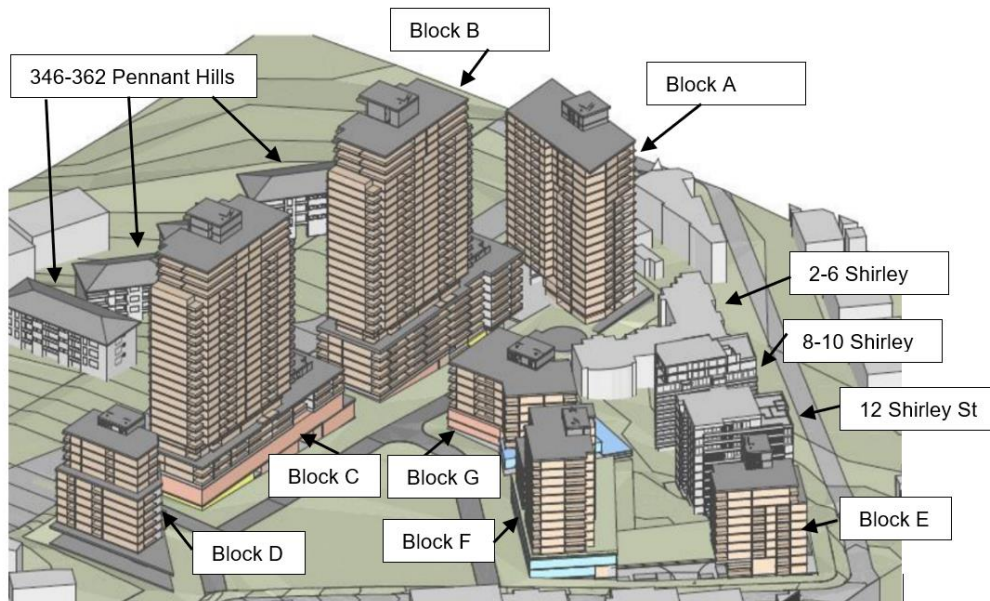 Block B
346-362 Pennant Hills
Block A
2-6 Shirley
8-10 Shirley
12 Shirley St
Block C
Block G
Block E
Block F
Block D